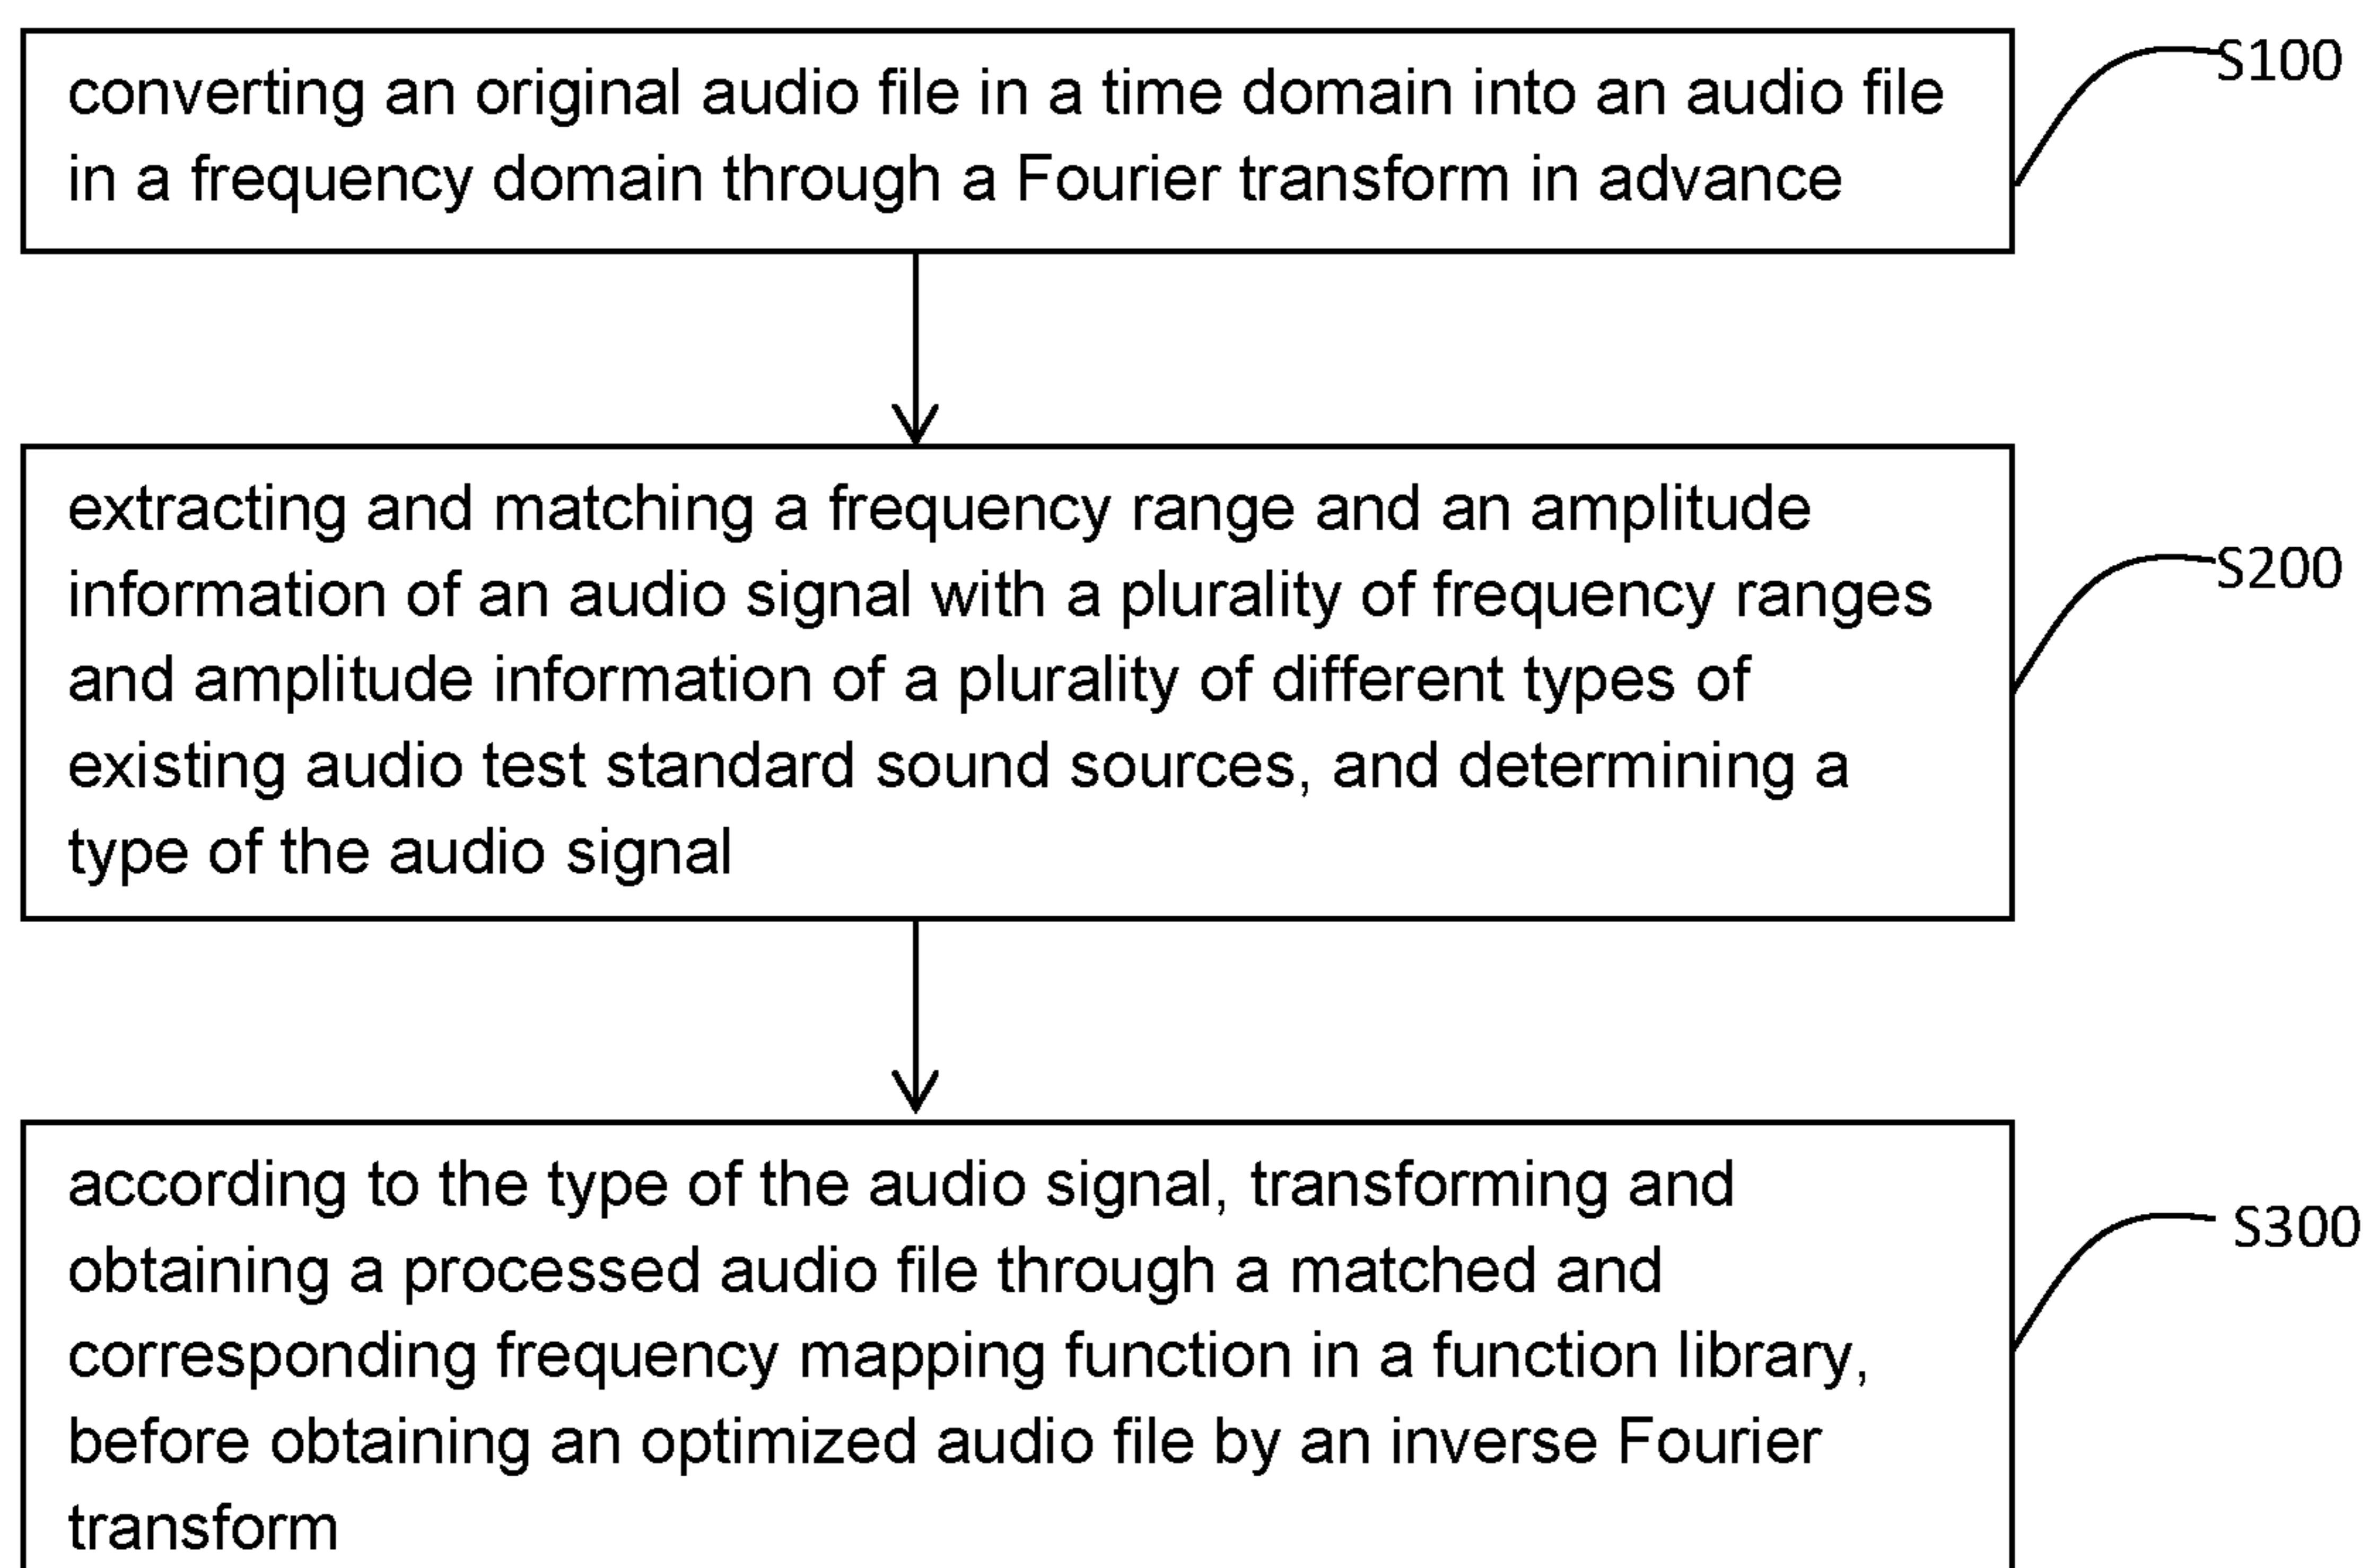 converting an original audio file in a time domain into an audio file
in a frequency domain through a Fourier transform in advance
S100
extracting and matching a frequency range and an amplitude
information of an audio signal with a plurality of frequency ranges
and amplitude information of a plurality of different types of
existing audio test standard sound sources, and determining a
type of the audio signal
S200
according to the type of the audio signal, transforming and
obtaining a processed audio file through a matched and
corresponding frequency mapping function in a function library,
before obtaining an optimized audio file by an inverse Fourier
transform
S300